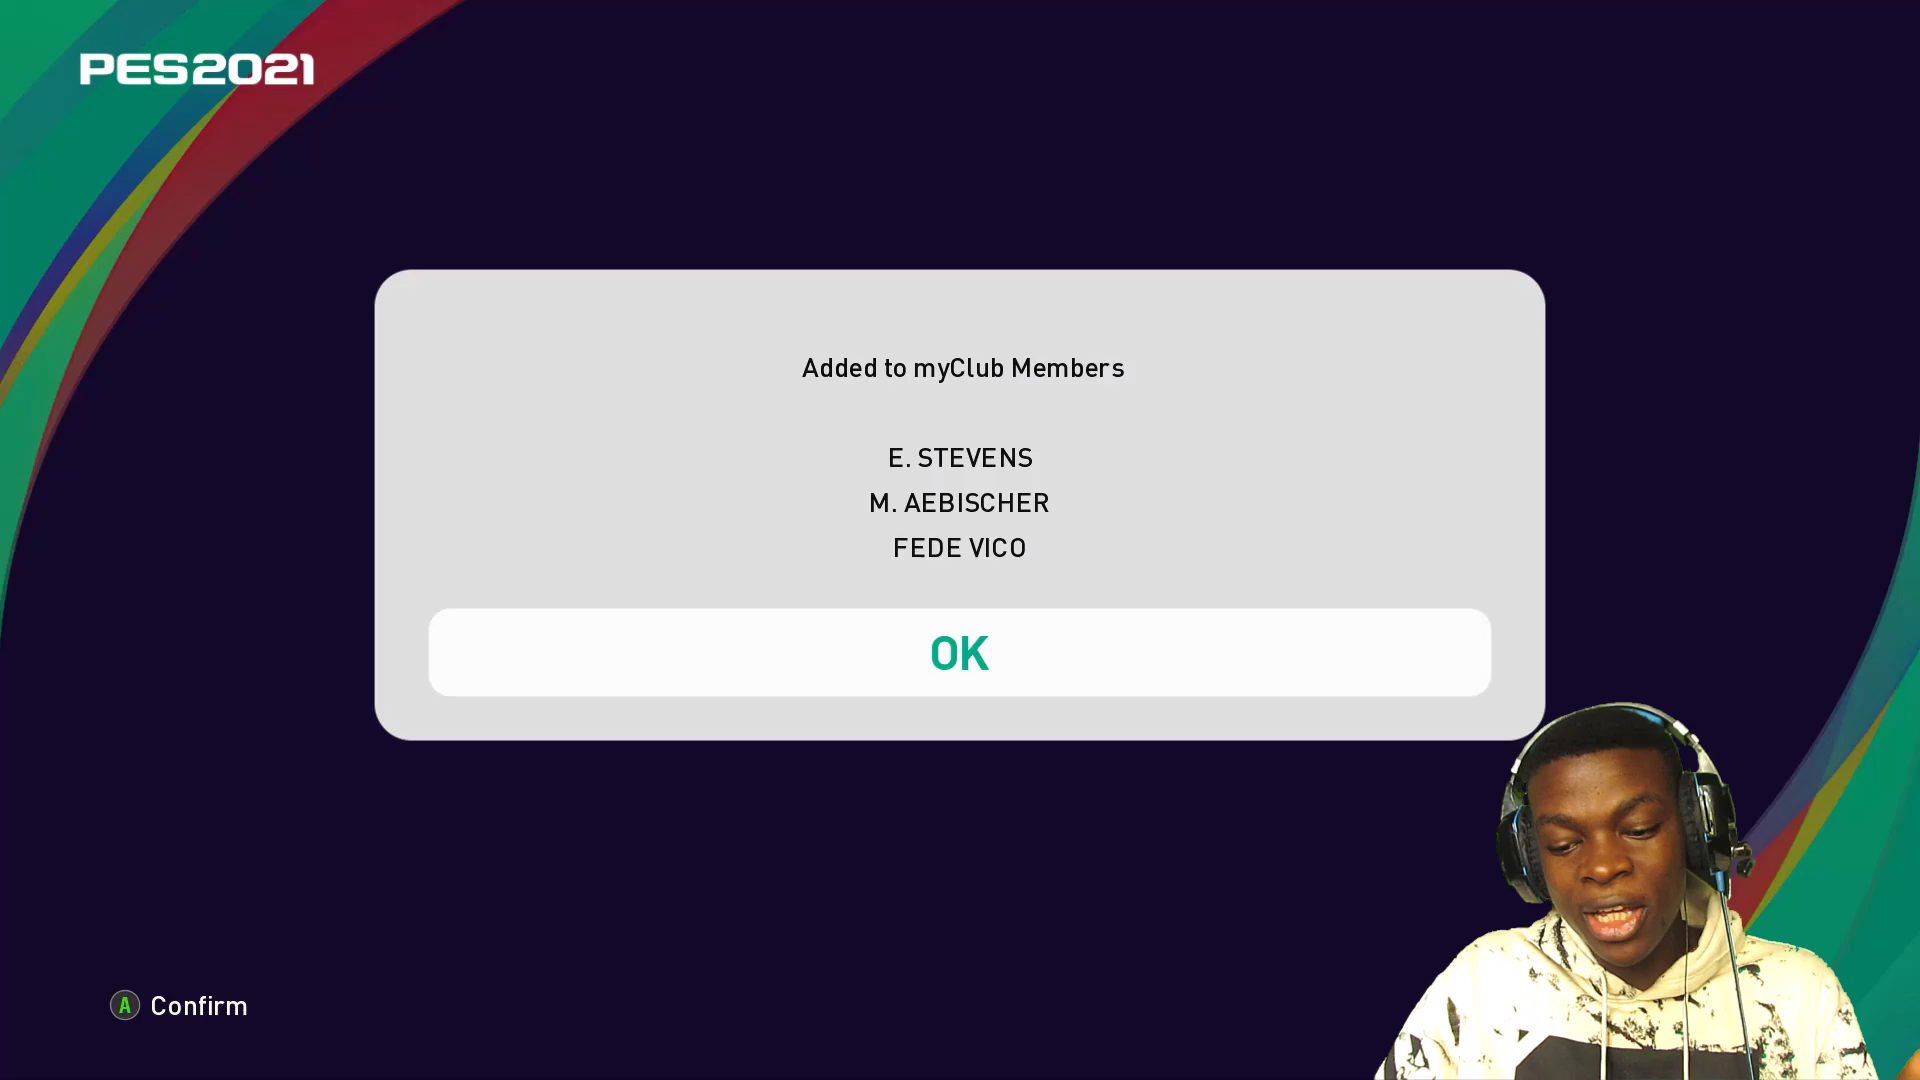 PES2021
Added to myClub Members
E. STEVENS
M. AEBISCHER
FEDE VICO
OK
A Confirm